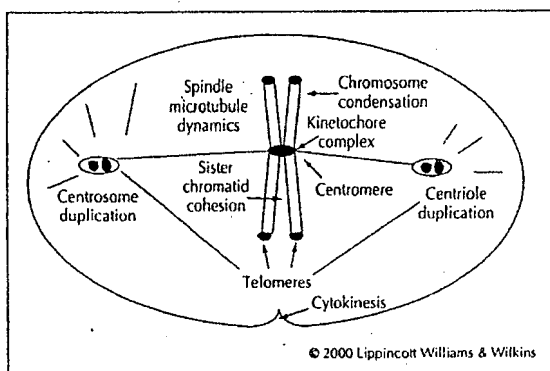 Spindle
microtubule
dynamics
Chromosome
condensation
Kinetochore
complex
Sister
chromatid
cohesion
Centromere
Centrosome
duplication
Centriole
duplication
Telomeres
Cytokinesis
© 2000 Lippincott Williams & Wilkins